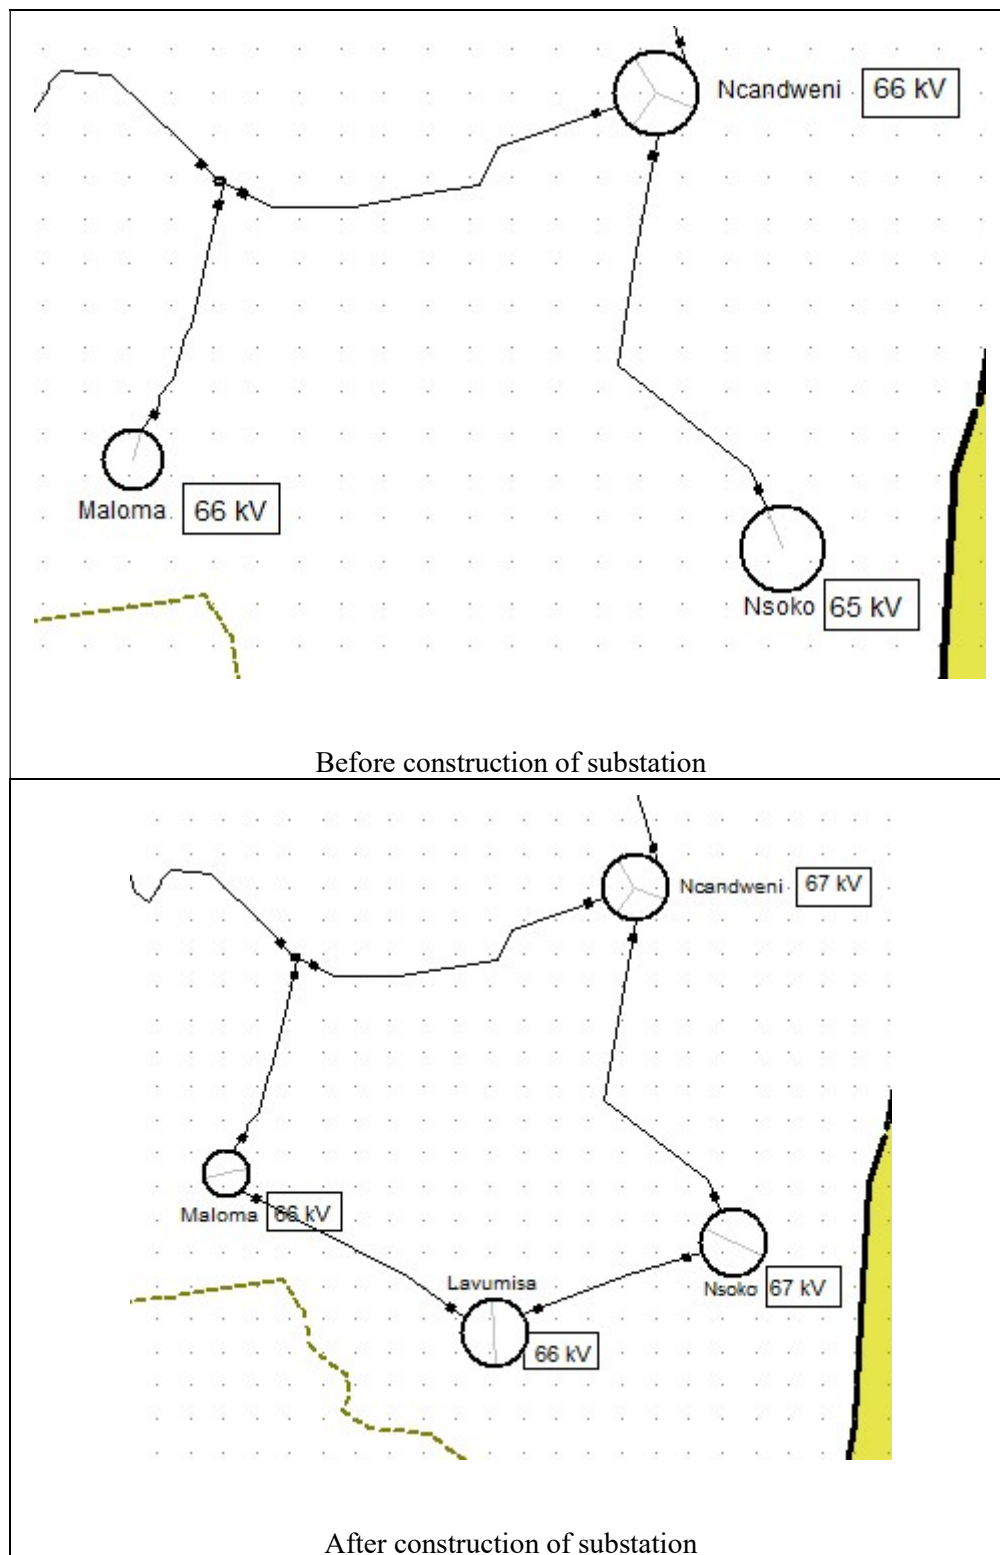 Ncandweni 66 kV
Maloma 66 kV
Nsoko 65 kV
Before construction of substation
Ncandweni 67 kV
Maloma 66 kV
Lavumisa
Nsoko 67 kV
66 kV
After construction of substation